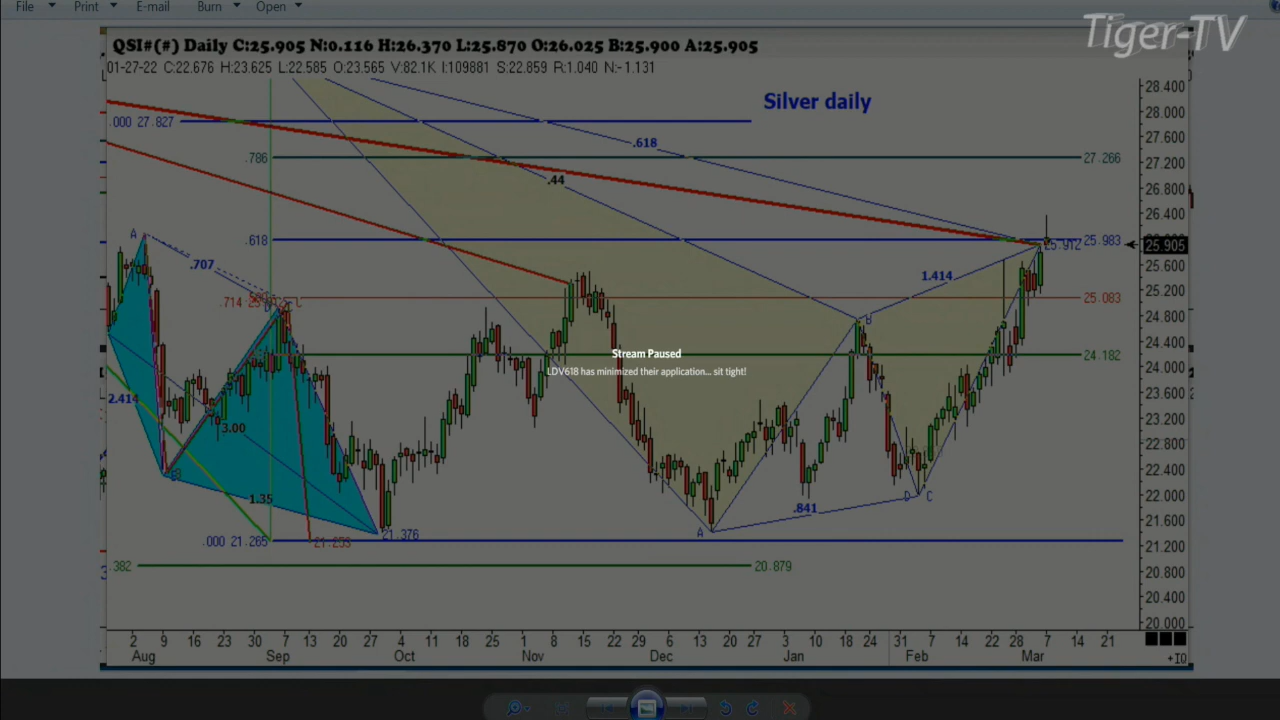 File Print E-mail Burn Open
Tiger-TV
QSI#(#) Daily C:25.905 N:0.116 H:26.370 L:25.870 O:26.025 B:25.900 A:25.905
01-27-22 C:22.676 H:23.625 L:22.585 O:23.565 V:82.1K I:109881 S:22.859 R:1.040 N:-1.131
Silver daily
28.400
28.000
27.600
27.200
26.800
26.400
25.905
25.600
25.200
24.800
24.400
24.000
23.600
23.200
22.800
22.400
22.000
21.600
21.200
20.800
20.400
20.000
.000 27.827
.618
.786
27.266
.44
A
.618
25.983
25.912
.707
1.414
.714
C
25.083
B
24.182
Stream Paused
LDV618 has minimized their application... sit tight!
2.414
3.00
B
1.35
D C
.841
A
21.376
.000 21.265
21.253
.382
20.879
2 9 16 23 30 7 13 20 27 4 11 18 25 1 8 15 22 29 6 13 20 27 3 10 18 24 31 7 14 22 28 7 14 21
Aug Sep Oct Nov Dec Jan Feb Mar
+IO